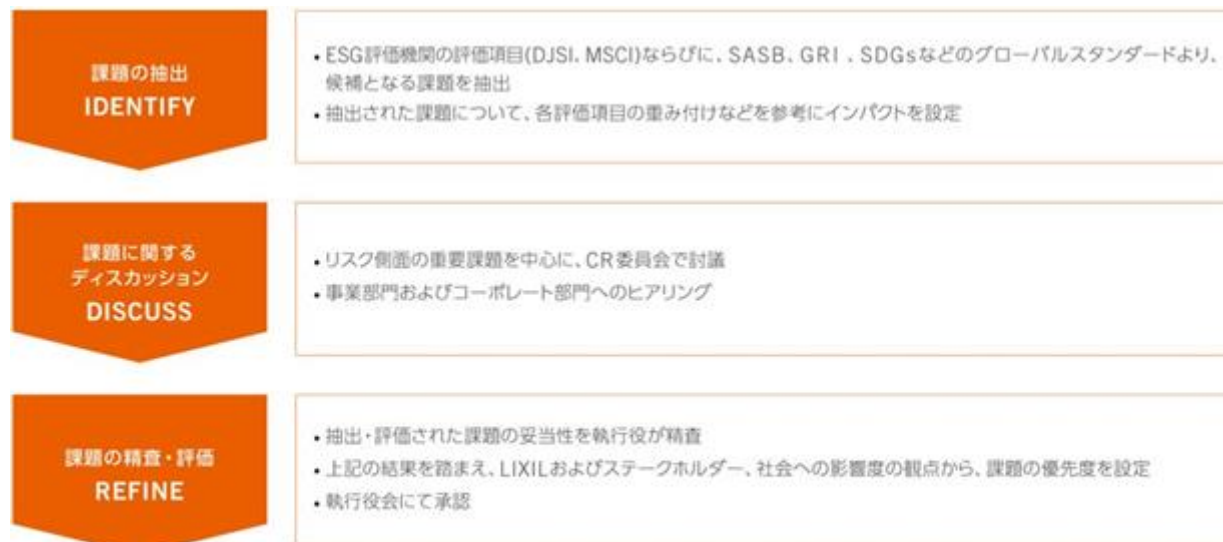 課題の抽出
IDENTIFY
• ESG評価機関の評価項目(DJSI、MSCI)ならびに、SASB、GRI 、SDGsなどのグローバルスタンダードより、
候補となる課題を抽出
• 抽出された課題について、各評価項目の重み付けなどを参考にインパクトを設定
課題に関する
ディスカッション
DISCUSS
• リスク側面の重要課題を中心に、CR委員会で討議
• 事業部門およびコーポレート部門へのヒアリング
課題の精査・評価
REFINE
• 抽出・評価された課題の妥当性を執行役が精査
• 上記の結果を踏まえ、LIXILおよびステークホルダー、社会への影響度の観点から、課題の優先度を設定
• 執行役会にて承認